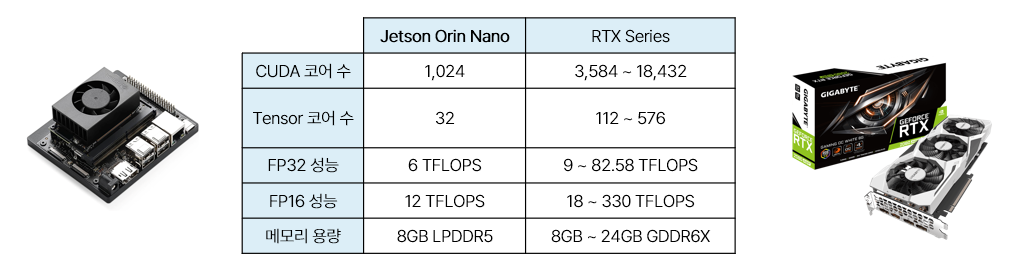 Jetson Orin Nano RTX Series
CUDA 코어 수 1,024 3,584 ~ 18,432
Tensor 코어 수 32 112 ~ 576
FP32 성능 6 TFLOPS 9 ~ 82.58 TFLOPS
FP16 성능 12 TFLOPS 18 ~ 330 TFLOPS
메모리 용량 8GB LPDDR5 8GB ~ 24GB GDDR6X
GIGABYTE
GIGABYTE
GIGABYTE
GEFORCE
RTX
GEFORCE
RTX